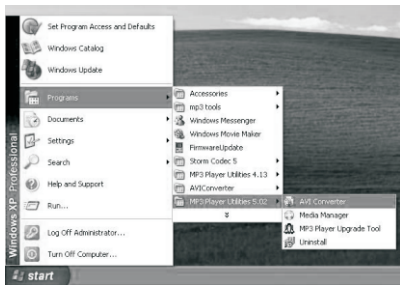 Set Program Access and Defaults
Windows Catalog
Windows Update
Programs
Documents
Settings
Search
Help and Support
Run...
Log Off Administrator...
Turn Off Computer...
Windows XP Professional
Accessories
mp3 tools
Windows Messenger
Windows Movie Maker
FirmwareUpdate
Storm Codec 5
MP3 Player Utilities 4.13
AVIConverter
MP3 Player Utilities 5.02
AVI Converter
Media Manager
MP3 Player Upgrade Tool
Uninstall
start